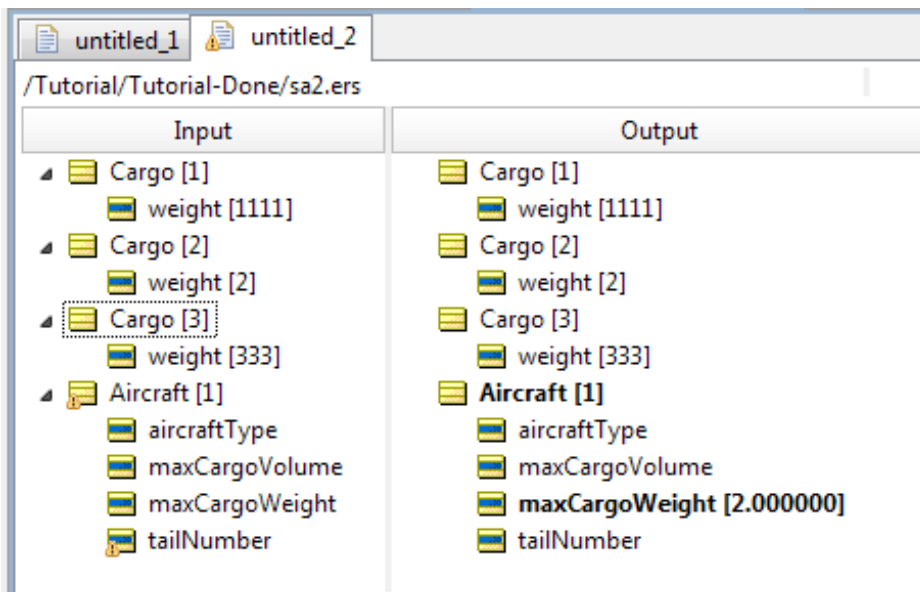 untitled_1 untitled_2
/Tutorial/Tutorial-Done/sa2.ers
Input Output
Cargo [1] Cargo [1]
weight [1111] weight [1111]
Cargo [2] Cargo [2]
weight [2] weight [2]
Cargo [3] Cargo [3]
weight [333] weight [333]
Aircraft [1] Aircraft [1]
aircraftType aircraftType
maxCargoVolume maxCargoVolume
maxCargoWeight maxCargoWeight [2.000000]
tailNumber tailNumber